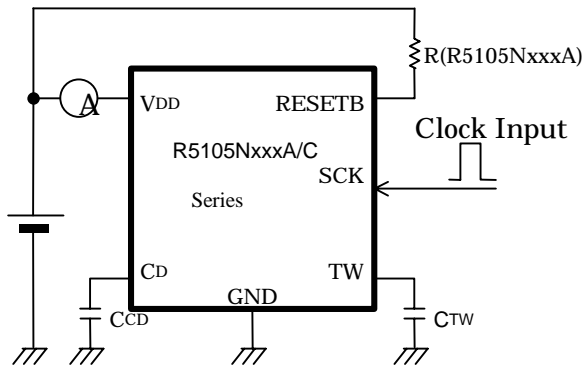 R(R5105NxxxA)
A
VDD
RESETB
Clock Input
R5105NxxxA/C
SCK
Series
CD
TW
GND
CCD
CTW